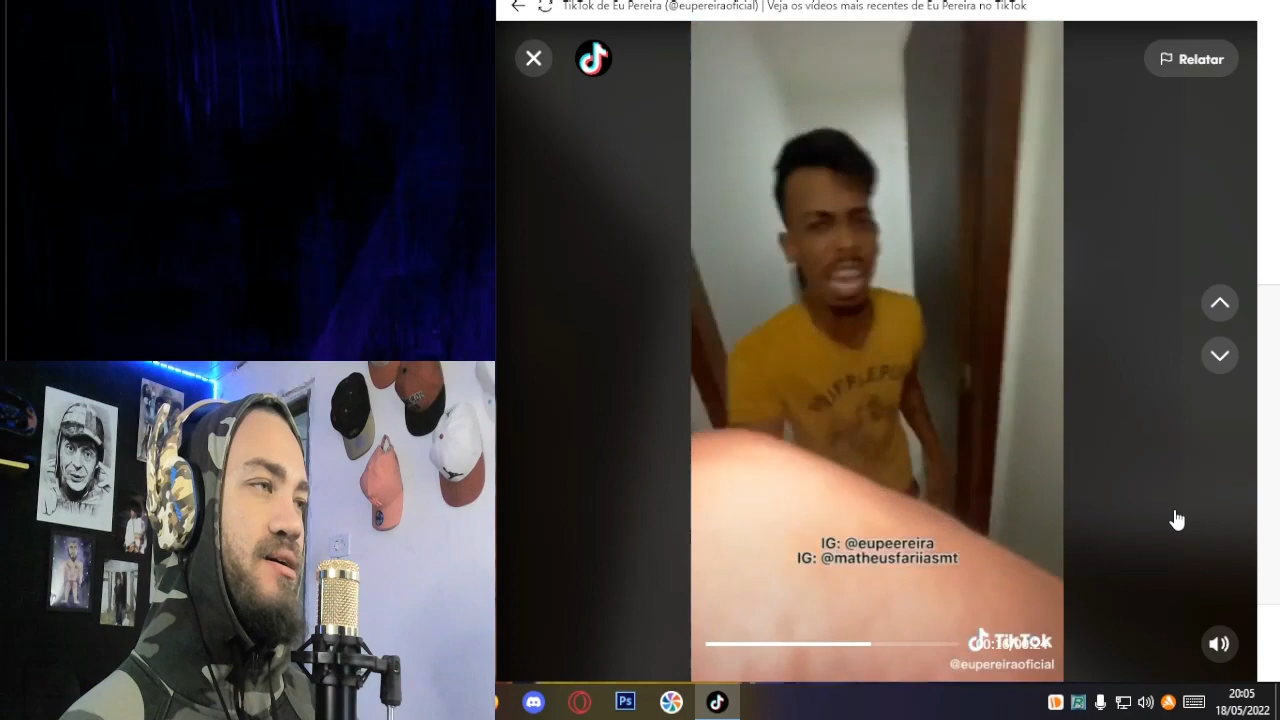 TikTok de Eu Pereira (@eupereiraoficial) | Veja os vídeos mais recentes de Eu Pereira no TikTok
Relatar
IG: @eupeereira
IG: @matheusfariiasmt
TikTok
@eupereiraoficial
Ps
20:05
18/05/2022